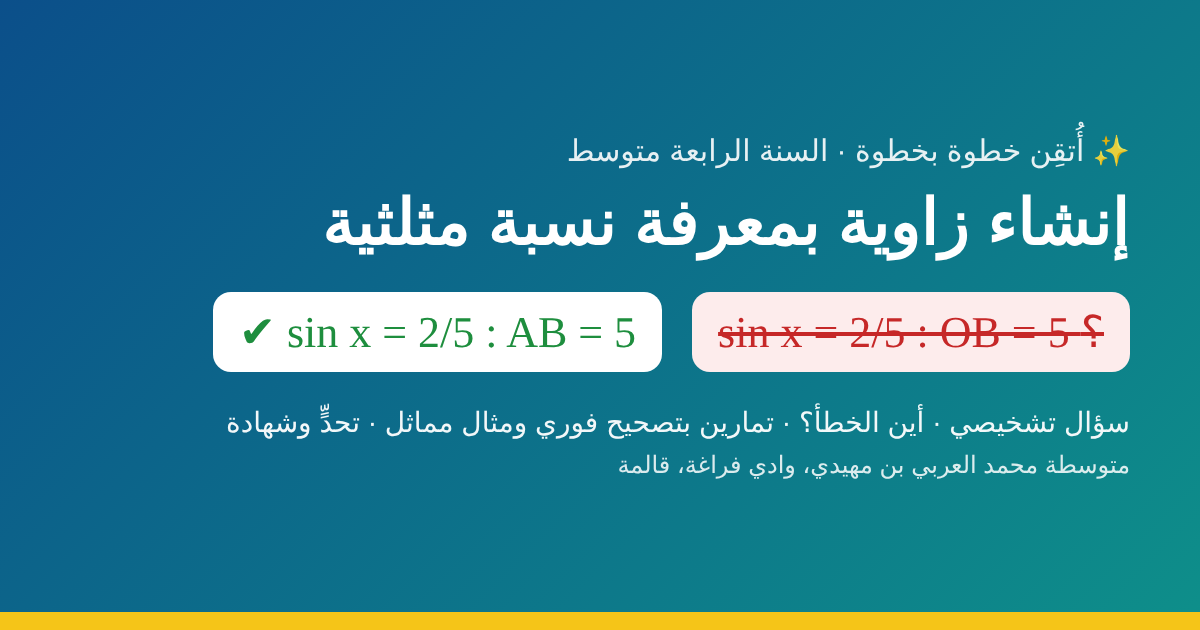 ✨ أُتقِن خطوة بخطوة · السنة الرابعة متوسط
إنشاء زاوية بمعرفة نسبة مثلثية
sin x = 2/5 : OB = 5 ؟
✔ sin x = 2/5 : AB = 5
سؤال تشخيصي · أين الخطأ؟ · تمارين بتصحيح فوري ومثال مماثل · تحدٍّ وشهادة
متوسطة محمد العربي بن مهيدي، وادي فراغة، قالمة